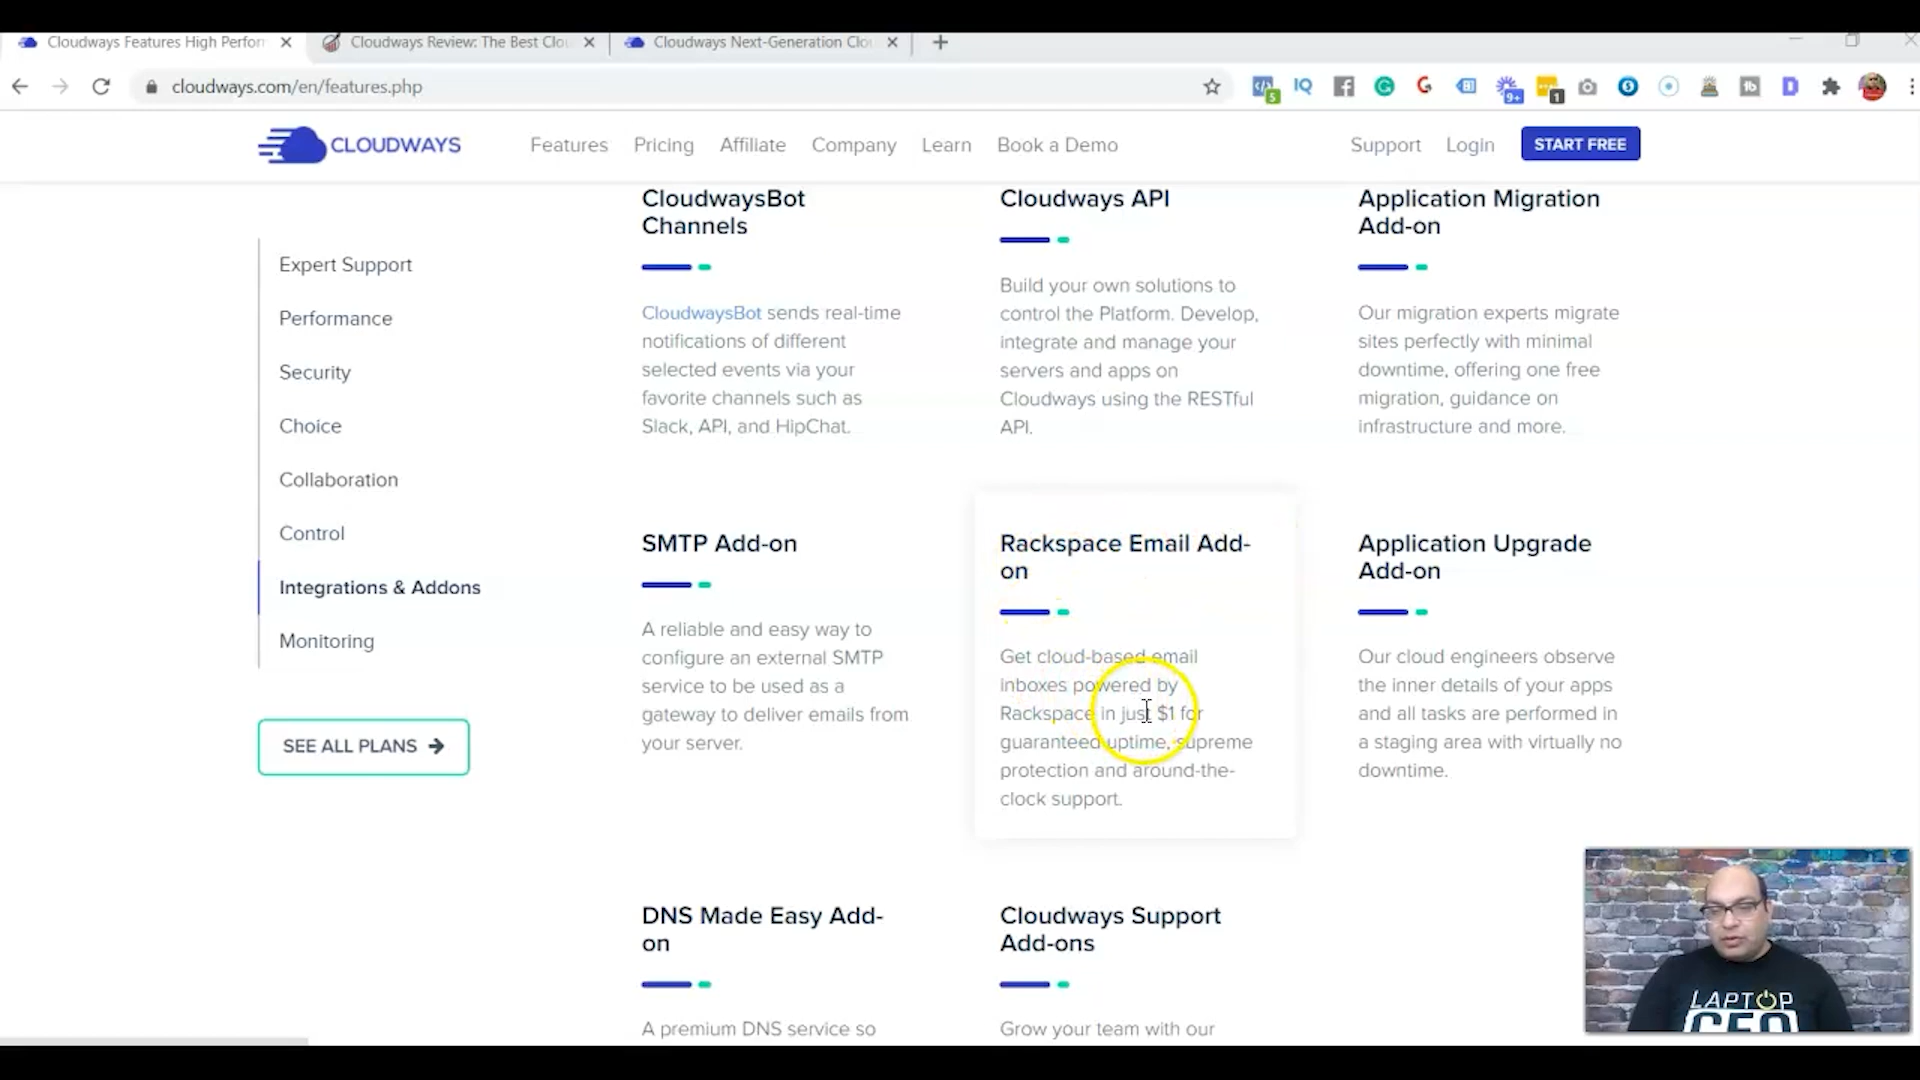 Cloudways Features High Perfor
Cloudways Review: The Best Clo
Cloudways Next-Generation Clo
cloudways.com/en/features.php
5
IQ
9+
1
D
CLOUDWAYS
Features
Pricing
Affiliate
Company
Learn
Book a Demo
Support
Login
START FREE
Expert Support
Performance
Security
Choice
Collaboration
Control
Integrations & Addons
Monitoring
SEE ALL PLANS
CloudwaysBot
Channels
CloudwaysBot sends real-time
notifications of different
selected events via your
favorite channels such as
Slack, API, and HipChat.
Cloudways API
Build your own solutions to
control the Platform. Develop,
integrate and manage your
servers and apps on
Cloudways using the RESTful
API.
Application Migration
Add-on
Our migration experts migrate
sites perfectly with minimal
downtime, offering one free
migration, guidance on
infrastructure and more.
SMTP Add-on
A reliable and easy way to
configure an external SMTP
service to be used as a
gateway to deliver emails from
your server.
Rackspace Email Add-
on
Get cloud-based email
inboxes powered by
Rackspace in just $1 for
guaranteed uptime, supreme
protection and around-the-
clock support.
Application Upgrade
Add-on
Our cloud engineers observe
the inner details of your apps
and all tasks are performed in
a staging area with virtually no
downtime.
DNS Made Easy Add-
on
A premium DNS service so
Cloudways Support
Add-ons
Grow your team with our
LAPTOP
CEO